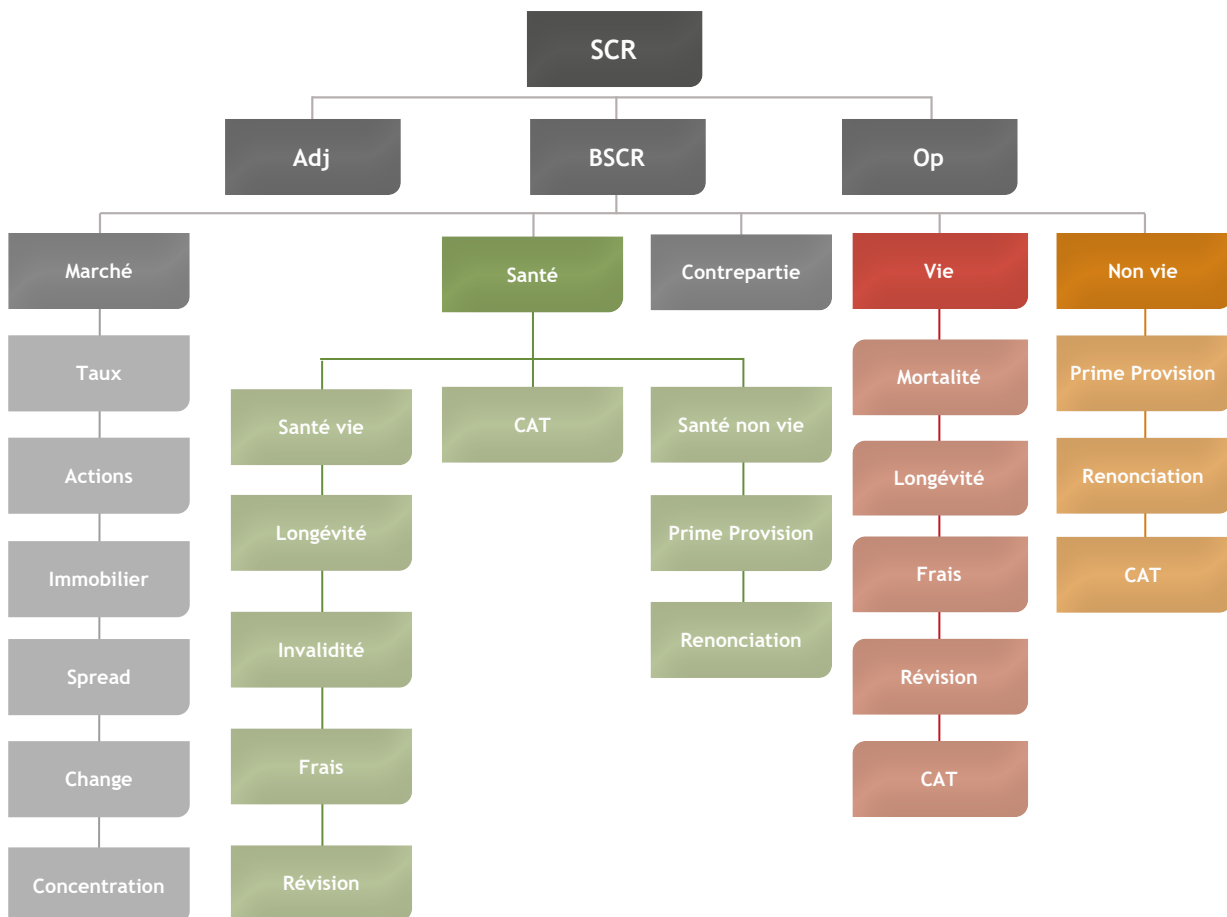 SCR
Adj
BSCR
Op
Marché
Santé
Contrepartie
Vie
Non vie
Taux
Actions
Immobilier
Spread
Change
Concentration
Santé vie
Longévité
Invalidité
Frais
Révision
CAT
Santé non vie
Prime Provision
Renonciation
Mortalité
Longévité
Frais
Révision
CAT
Prime Provision
Renonciation
CAT